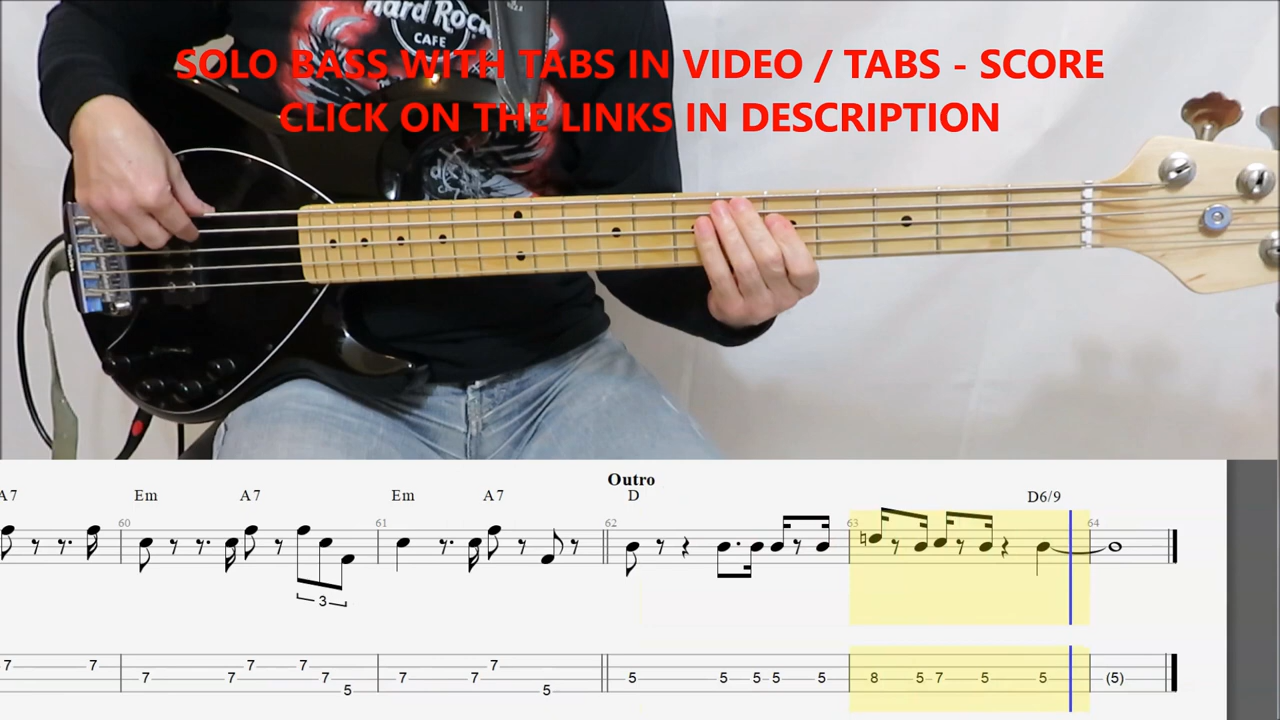 Hard Rock
CAFE
SOLO BASS WITH TABS IN VIDEO / TABS - SCORE
CLICK ON THE LINKS IN DESCRIPTION
Outro
A7 Em A7 Em A7 D D6/9
60 61 62 63 64
3
7 7 7 7 7 7 7 5 7 7 7 5 5 5 5 5 5 8 5 7 5 5 (5)